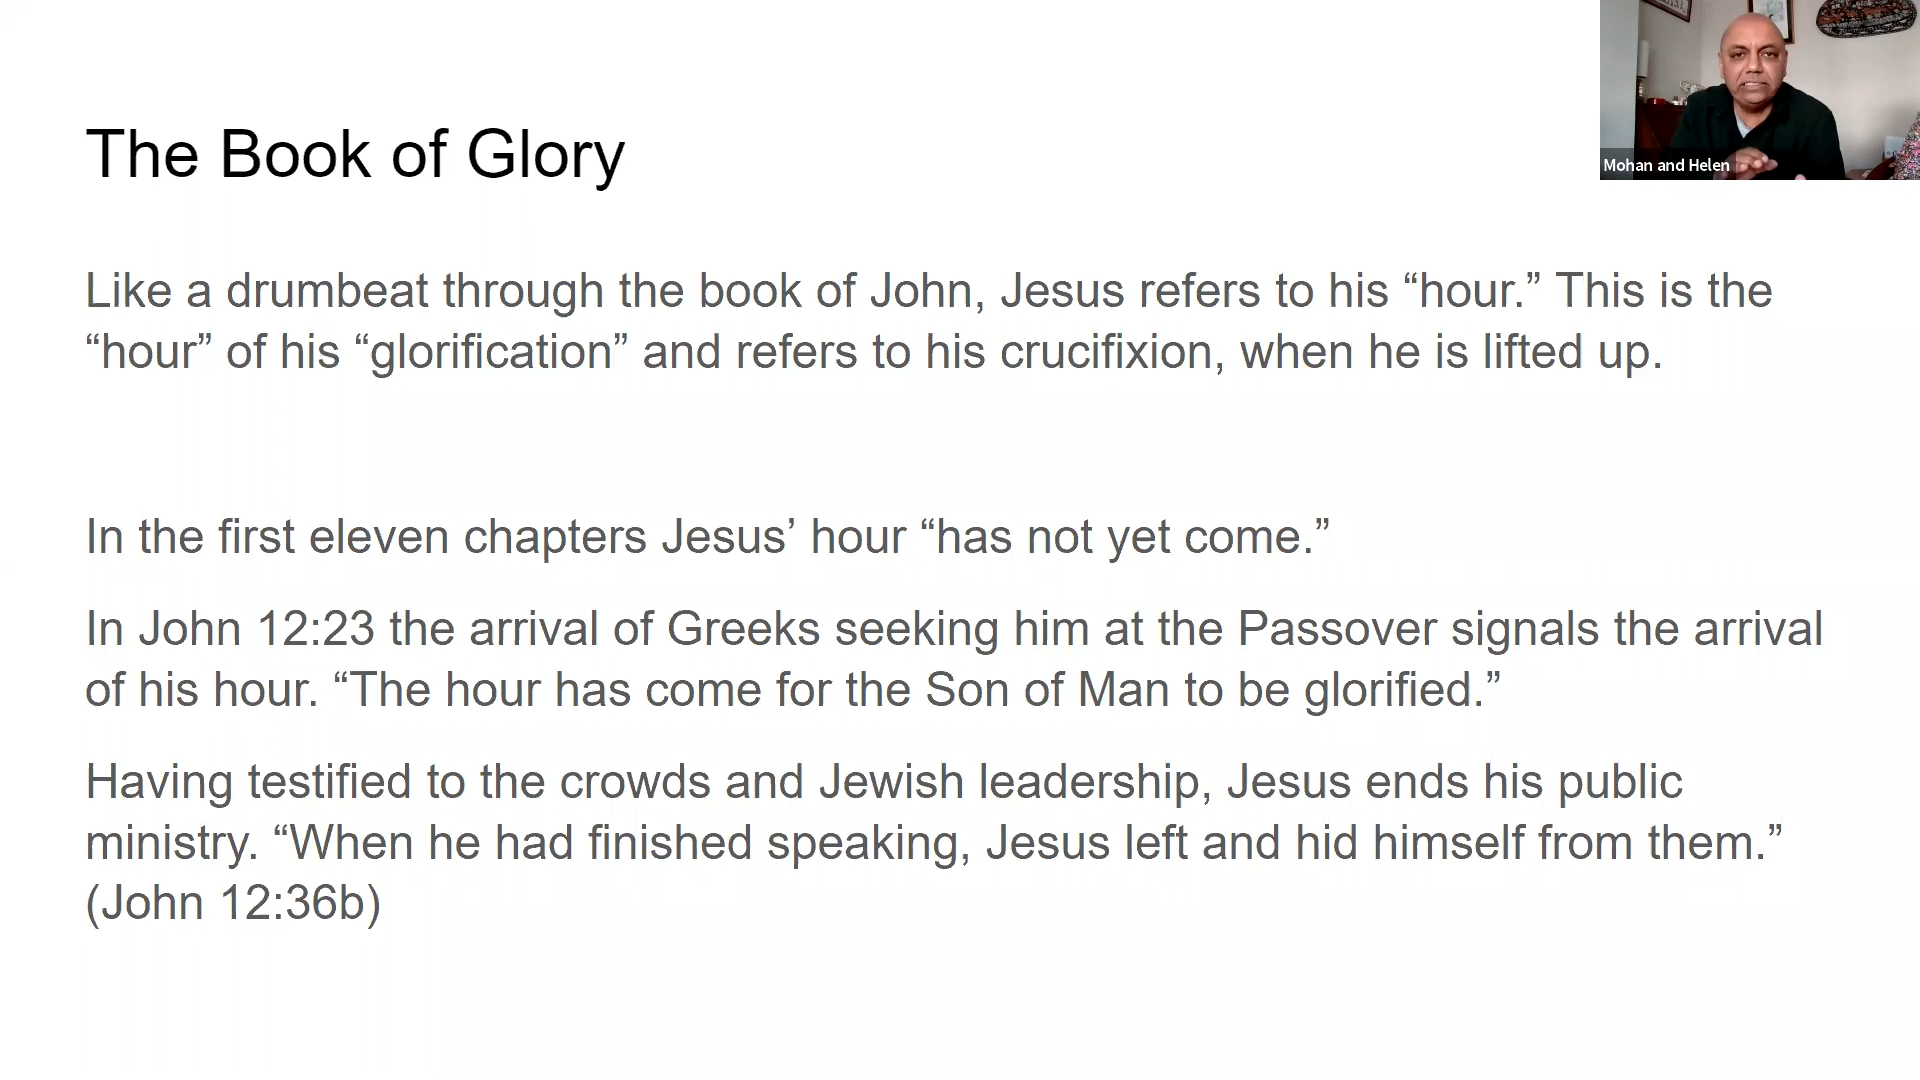 The Book of Glory
Mohan and Helen
Like a drumbeat through the book of John, Jesus refers to his “hour.” This is the
“hour” of his “glorification” and refers to his crucifixion, when he is lifted up.
In the first eleven chapters Jesus’ hour “has not yet come.”
In John 12:23 the arrival of Greeks seeking him at the Passover signals the arrival
of his hour. “The hour has come for the Son of Man to be glorified.”
Having testified to the crowds and Jewish leadership, Jesus ends his public
ministry. “When he had finished speaking, Jesus left and hid himself from them.”
(John 12:36b)